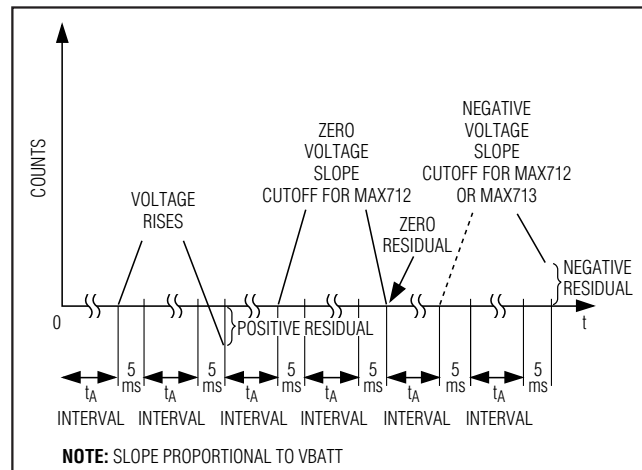 COUNTS
VOLTAGE
RISES
ZERO
VOLTAGE
SLOPE
CUTOFF FOR MAX712
ZERO
RESIDUAL
NEGATIVE
VOLTAGE
SLOPE
CUTOFF FOR MAX712
OR MAX713
NEGATIVE
RESIDUAL
POSITIVE RESIDUAL
0
t
tA
INTERVAL
5
ms
tA
INTERVAL
5
ms
tA
INTERVAL
5
ms
tA
INTERVAL
5
ms
tA
INTERVAL
5
ms
tA
INTERVAL
5
ms
NOTE: SLOPE PROPORTIONAL TO VBATT